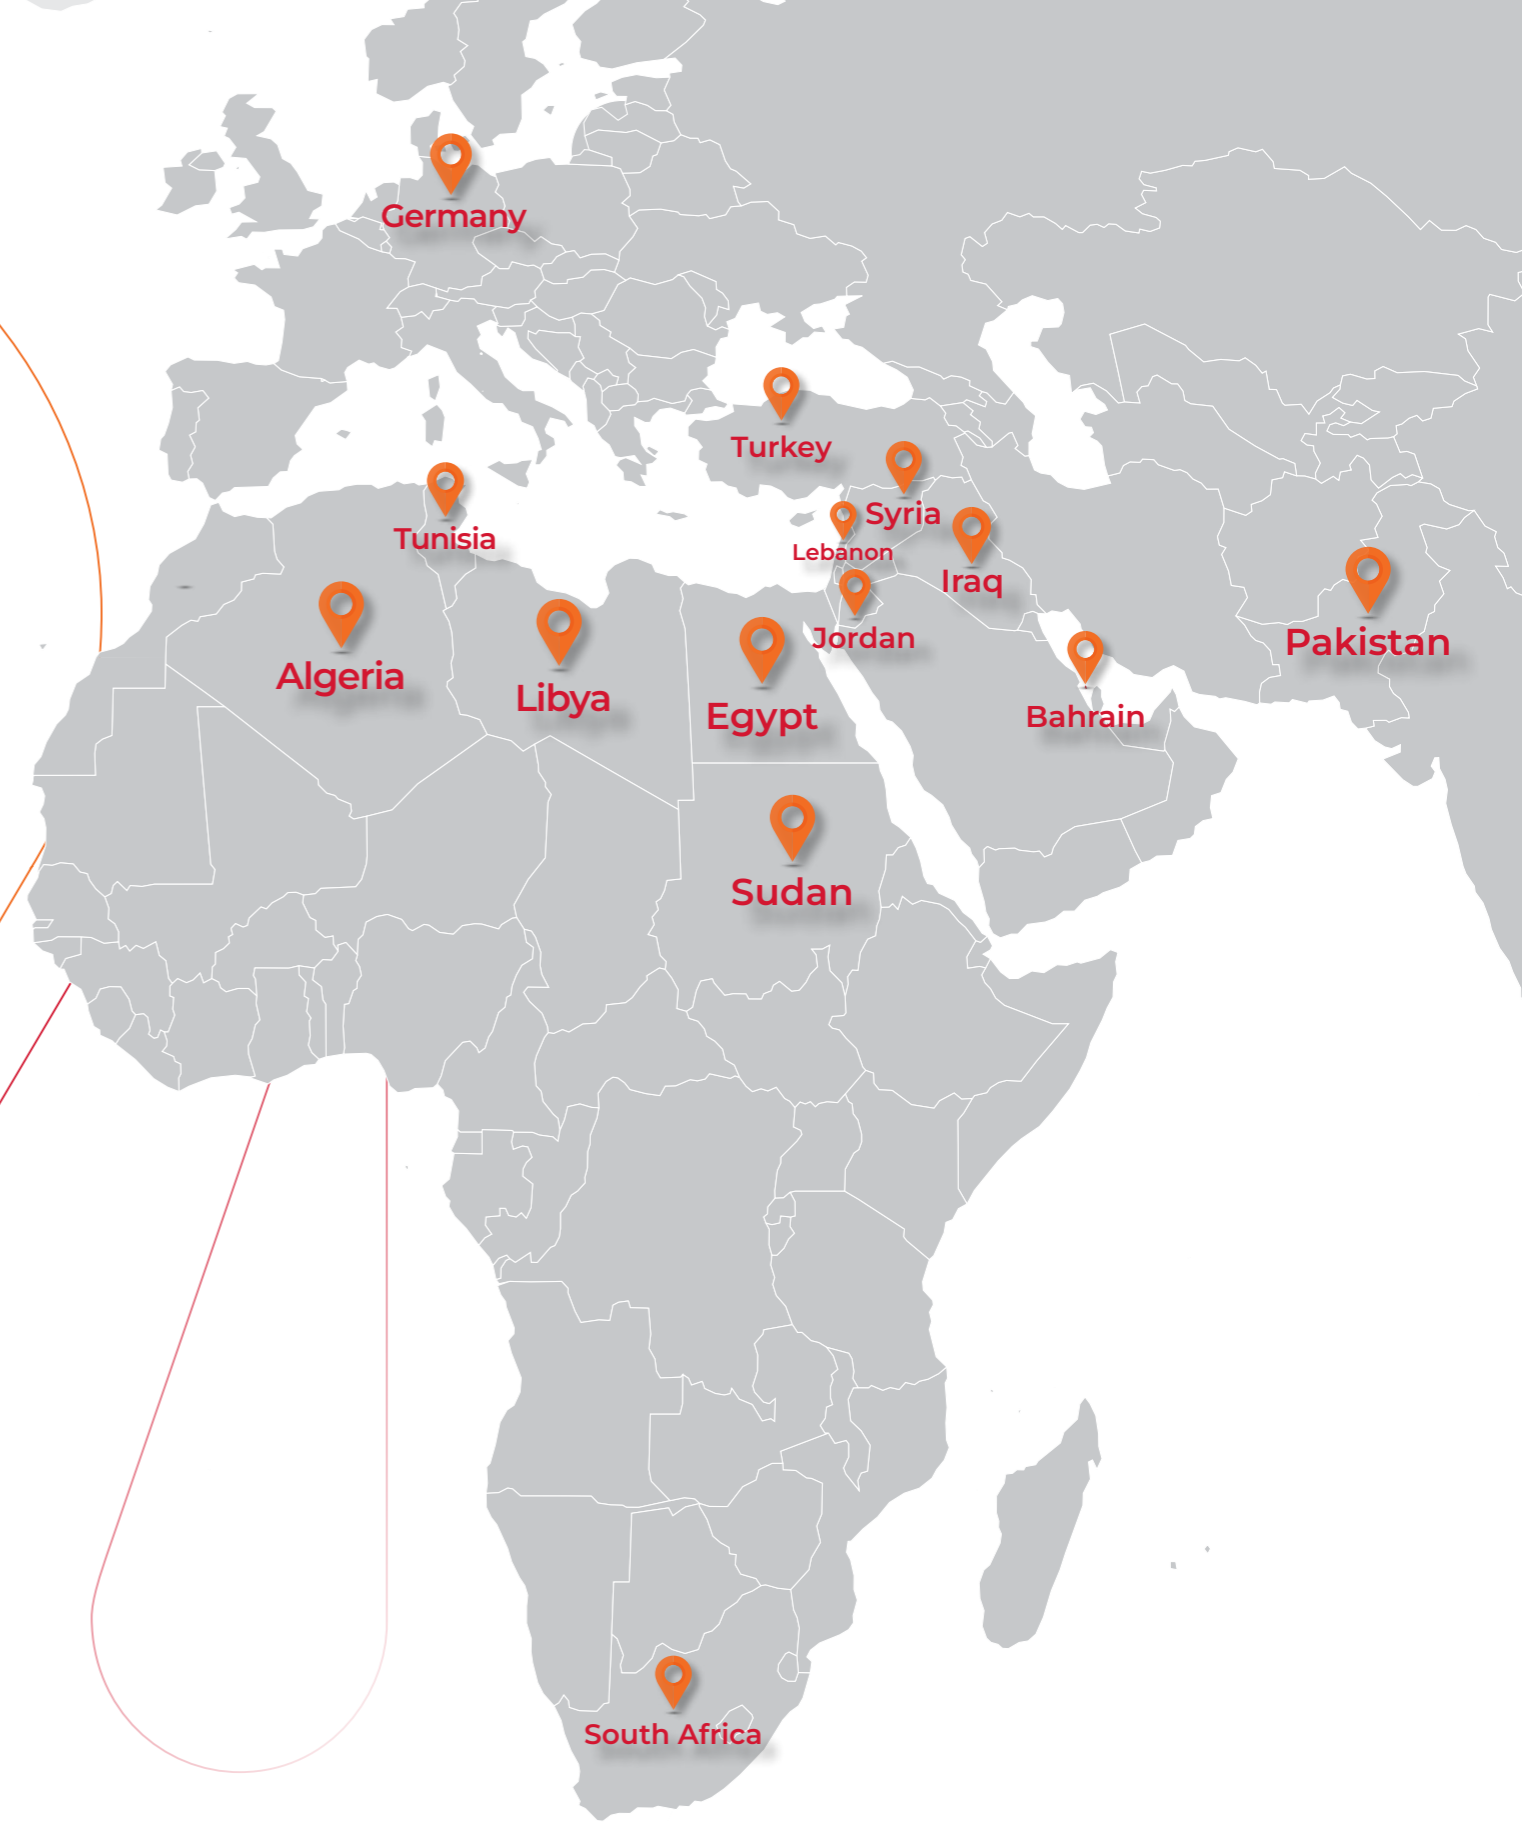 Germany
Turkey
Syria
Tunisia
Lebanon
Iraq
Jordan
Pakistan
Algeria
Libya
Egypt
Bahrain
Sudan
South Africa